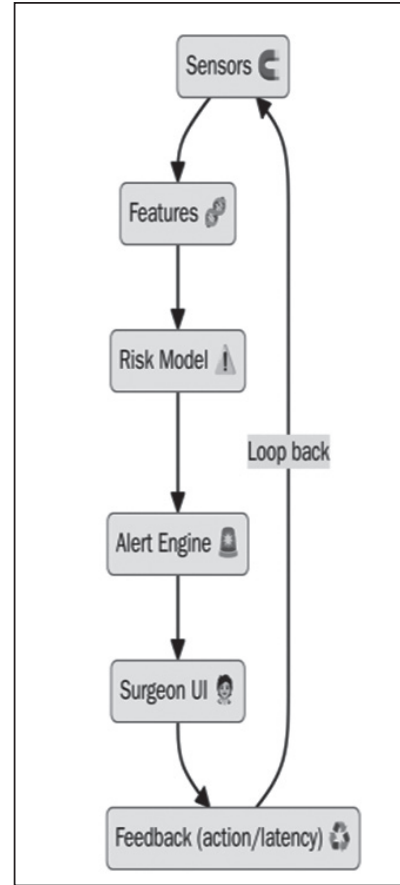 Sensors
Features
Risk Model
Loop back
Alert Engine
Surgeon UI
Feedback (action/latency)